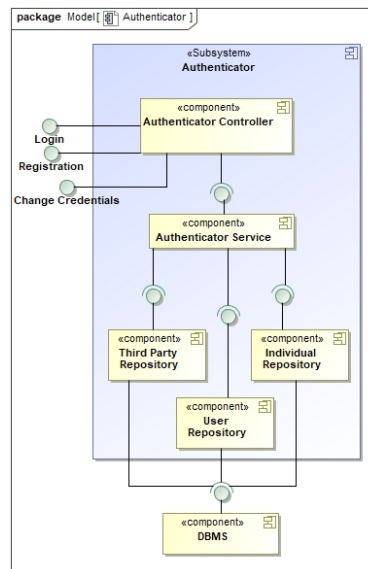 package Model[ Authenticator ]
«Subsystem»
Authenticator
«component»
Authenticator Controller
Login
Registration
Change Credentials
«component»
Authenticator Service
«component»
Third Party
Repository
«component»
Individual
Repository
«component»
User
Repository
«component»
DBMS